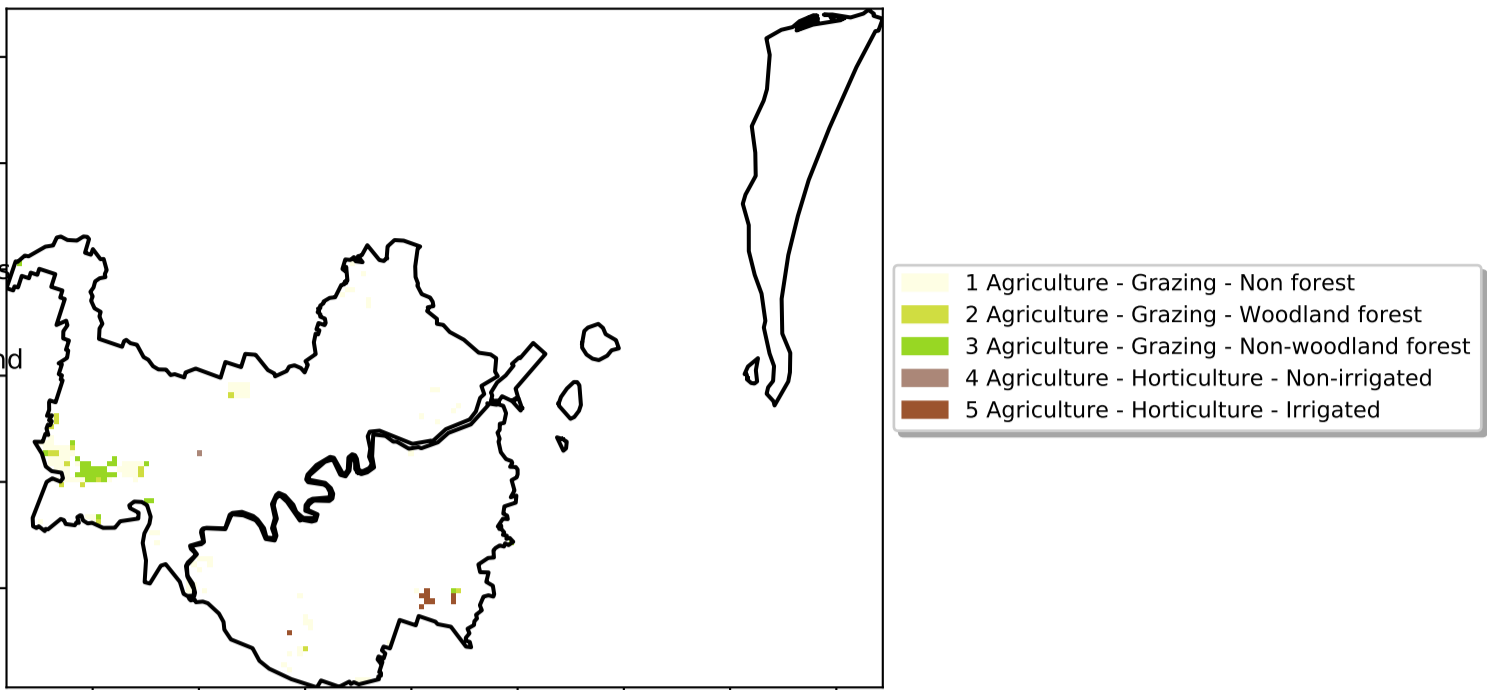 s
nd
1 Agriculture - Grazing - Non forest
2 Agriculture - Grazing - Woodland forest
3 Agriculture - Grazing - Non-woodland forest
4 Agriculture - Horticulture - Non-irrigated
5 Agriculture - Horticulture - Irrigated